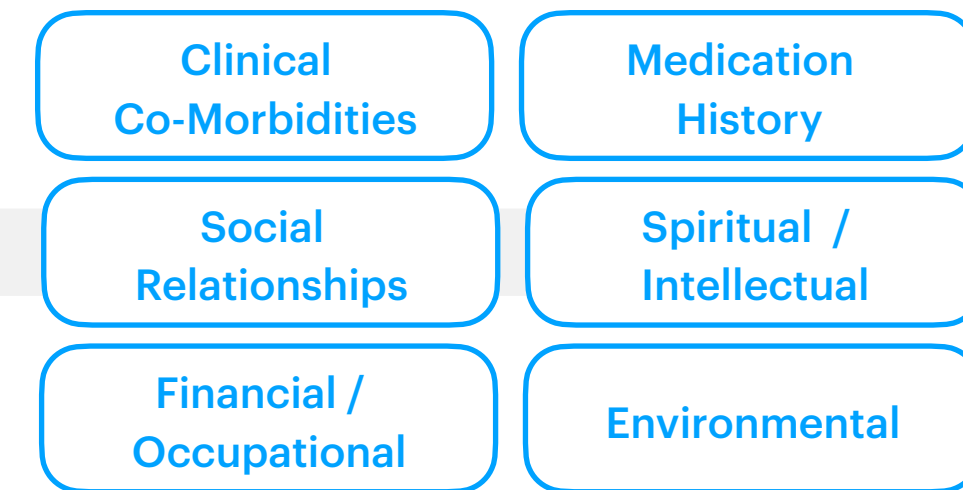 Clinical
Co-Morbidities
Medication
History
Social
Relationships
Spiritual /
Intellectual
Financial /
Occupational
Environmental